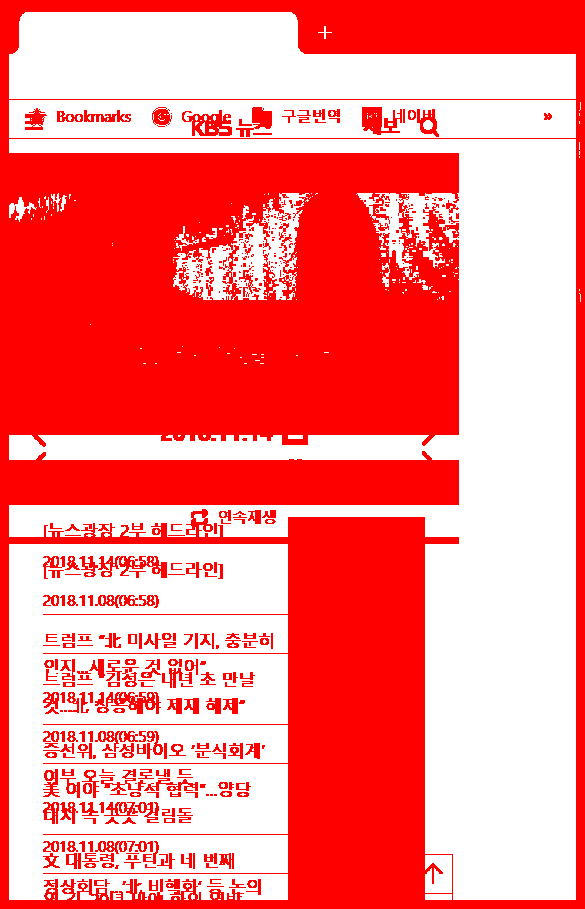 Bookmarks Google 구글번역 네이버 »
KBS 뉴스 제보
2018.11.14
연속재생
[뉴스광장 2부 헤드라인]
2018.11.14(06:58)
[뉴스광장 2부 헤드라인]
2018.11.08(06:58)
트럼프 “北 미사일 기지, 충분히
인지…새로운 것 없어”
트럼프 “김정은 내년 초 만날
2018.11.14(06:59)
것…北 상응해야 제재 해제”
2018.11.08(06:59)
증선위, 삼성바이오 ‘분식회계’
여부 오늘 결론낼 듯
美 여야 “초당적 협력”…양당
2018.11.14(07:01)
대치 속 곳곳 걸림돌
2018.11.08(07:01)
文 대통령, 푸틴과 네 번째
정상회담…‘北 비핵화’ 등 논의